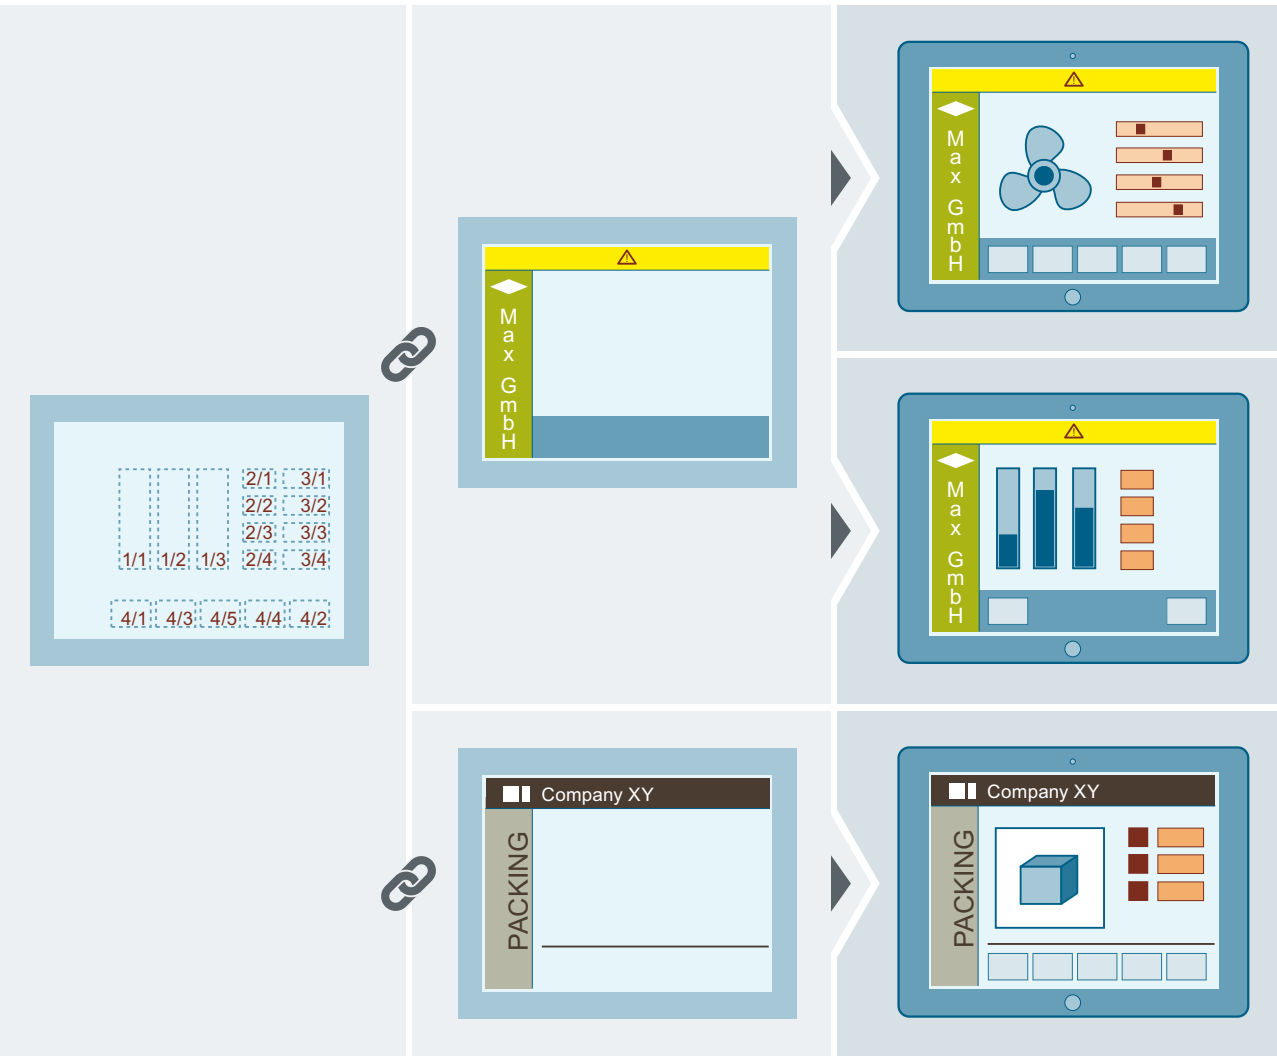 1/1 1/2 1/3
2/1 3/1
2/2 3/2
2/3 3/3
2/4 3/4
4/1 4/3 4/5 4/4 4/2
Max GmbH
Company XY
PACKING
Max GmbH
Max GmbH
Company XY
PACKING